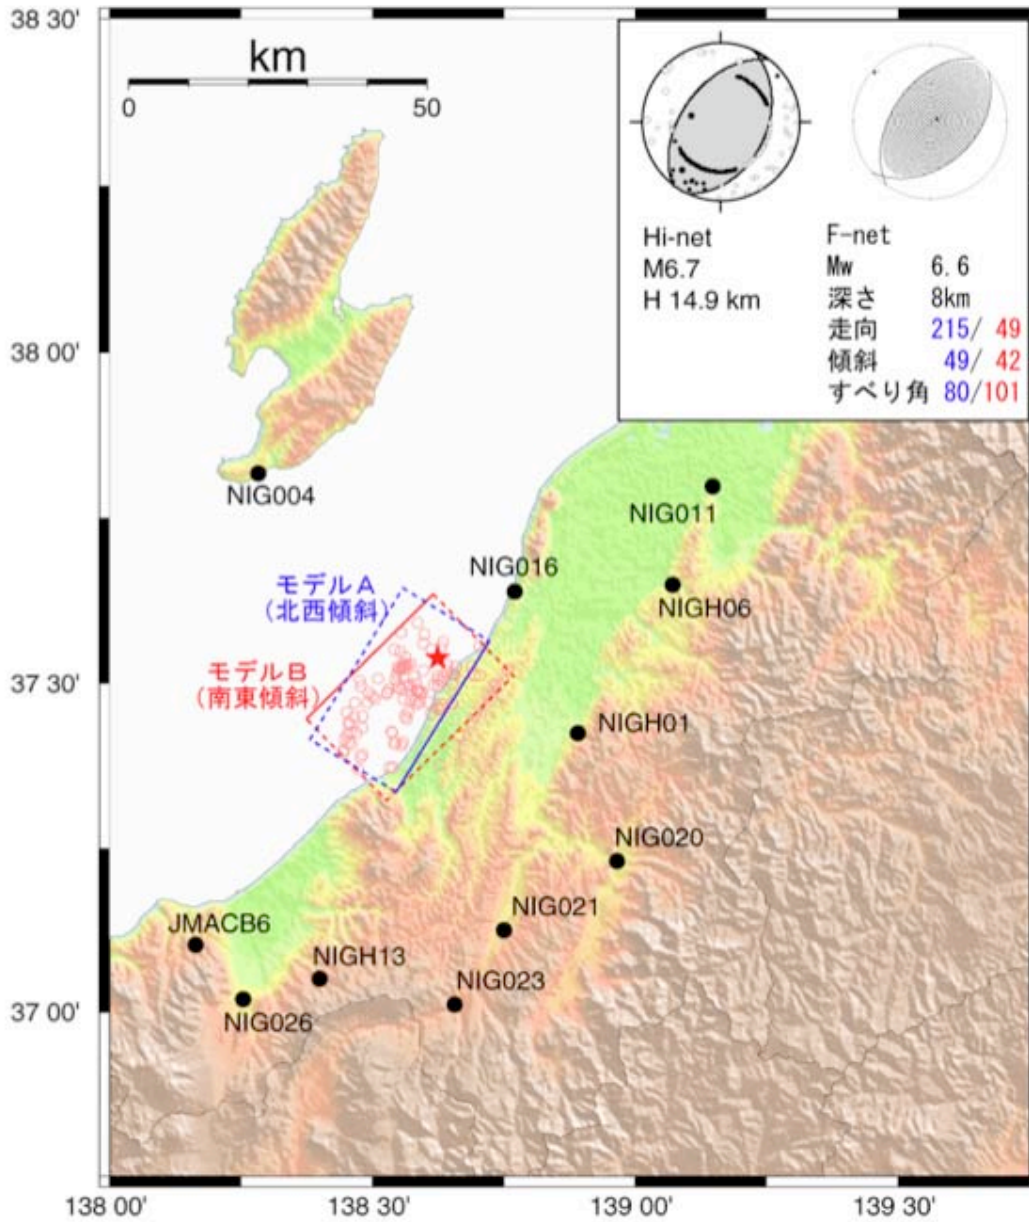 38 30'
km
0 50
Hi-net
M6.7
H 14.9 km
F-net
Mw 6.6
深さ 8km
走向 215/ 49
傾斜 49/ 42
すべり角 80/101
38 00'
NIG004
NIG011
NIG016
NIGH06
モデルA
(北西傾斜)
モデルB
(南東傾斜)
37 30'
NIGH01
NIG020
NIG021
JMACB6
NIGH13
NIG023
NIG026
37 00'
138 00' 138 30' 139 00' 139 30'